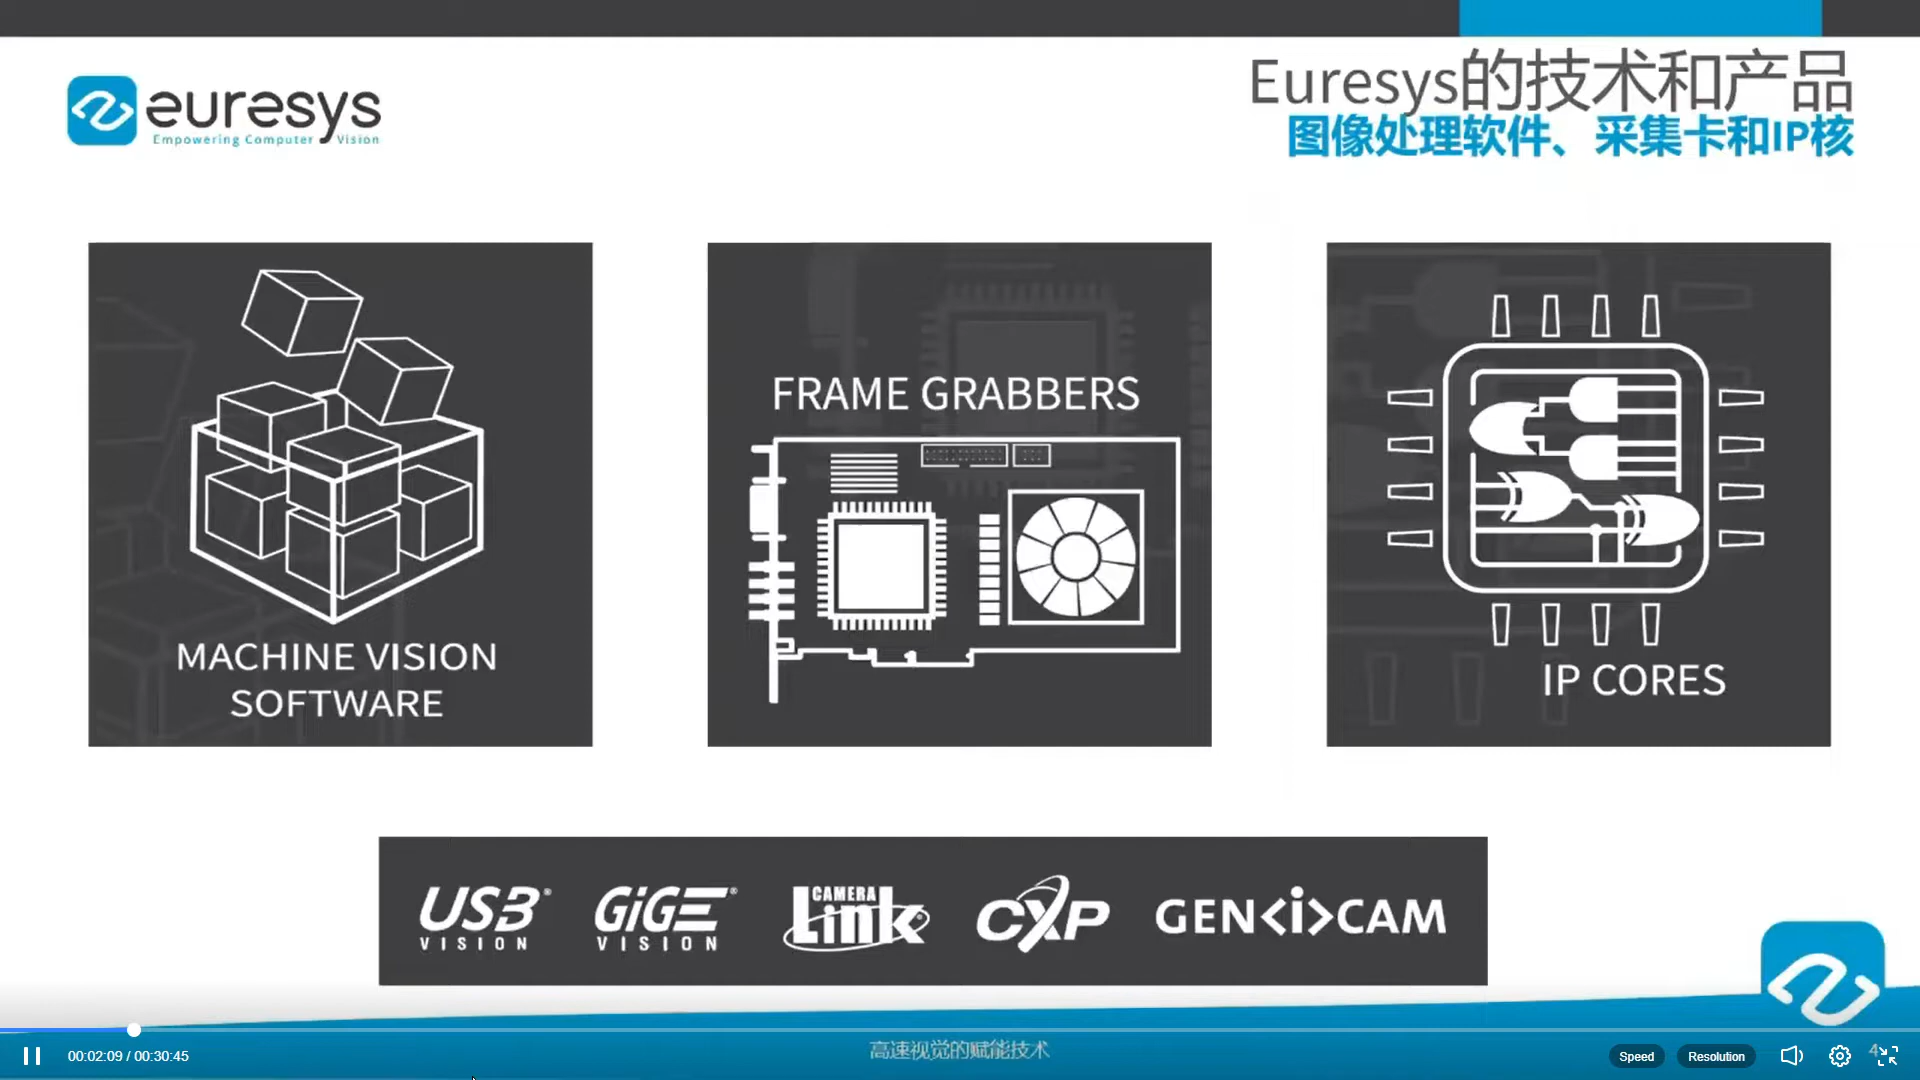 euresys
Empowering Computer Vision
Euresys的技术和产品
图像处理软件、采集卡和IP核
MACHINE VISION
SOFTWARE
FRAME GRABBERS
IP CORES
USB®
VISION
GiGE®
VISION
CAMERA
Link®
CXP
GEN<i>CAM
高速视觉的赋能技术
00:02:09 / 00:30:45
Speed
Resolution
4